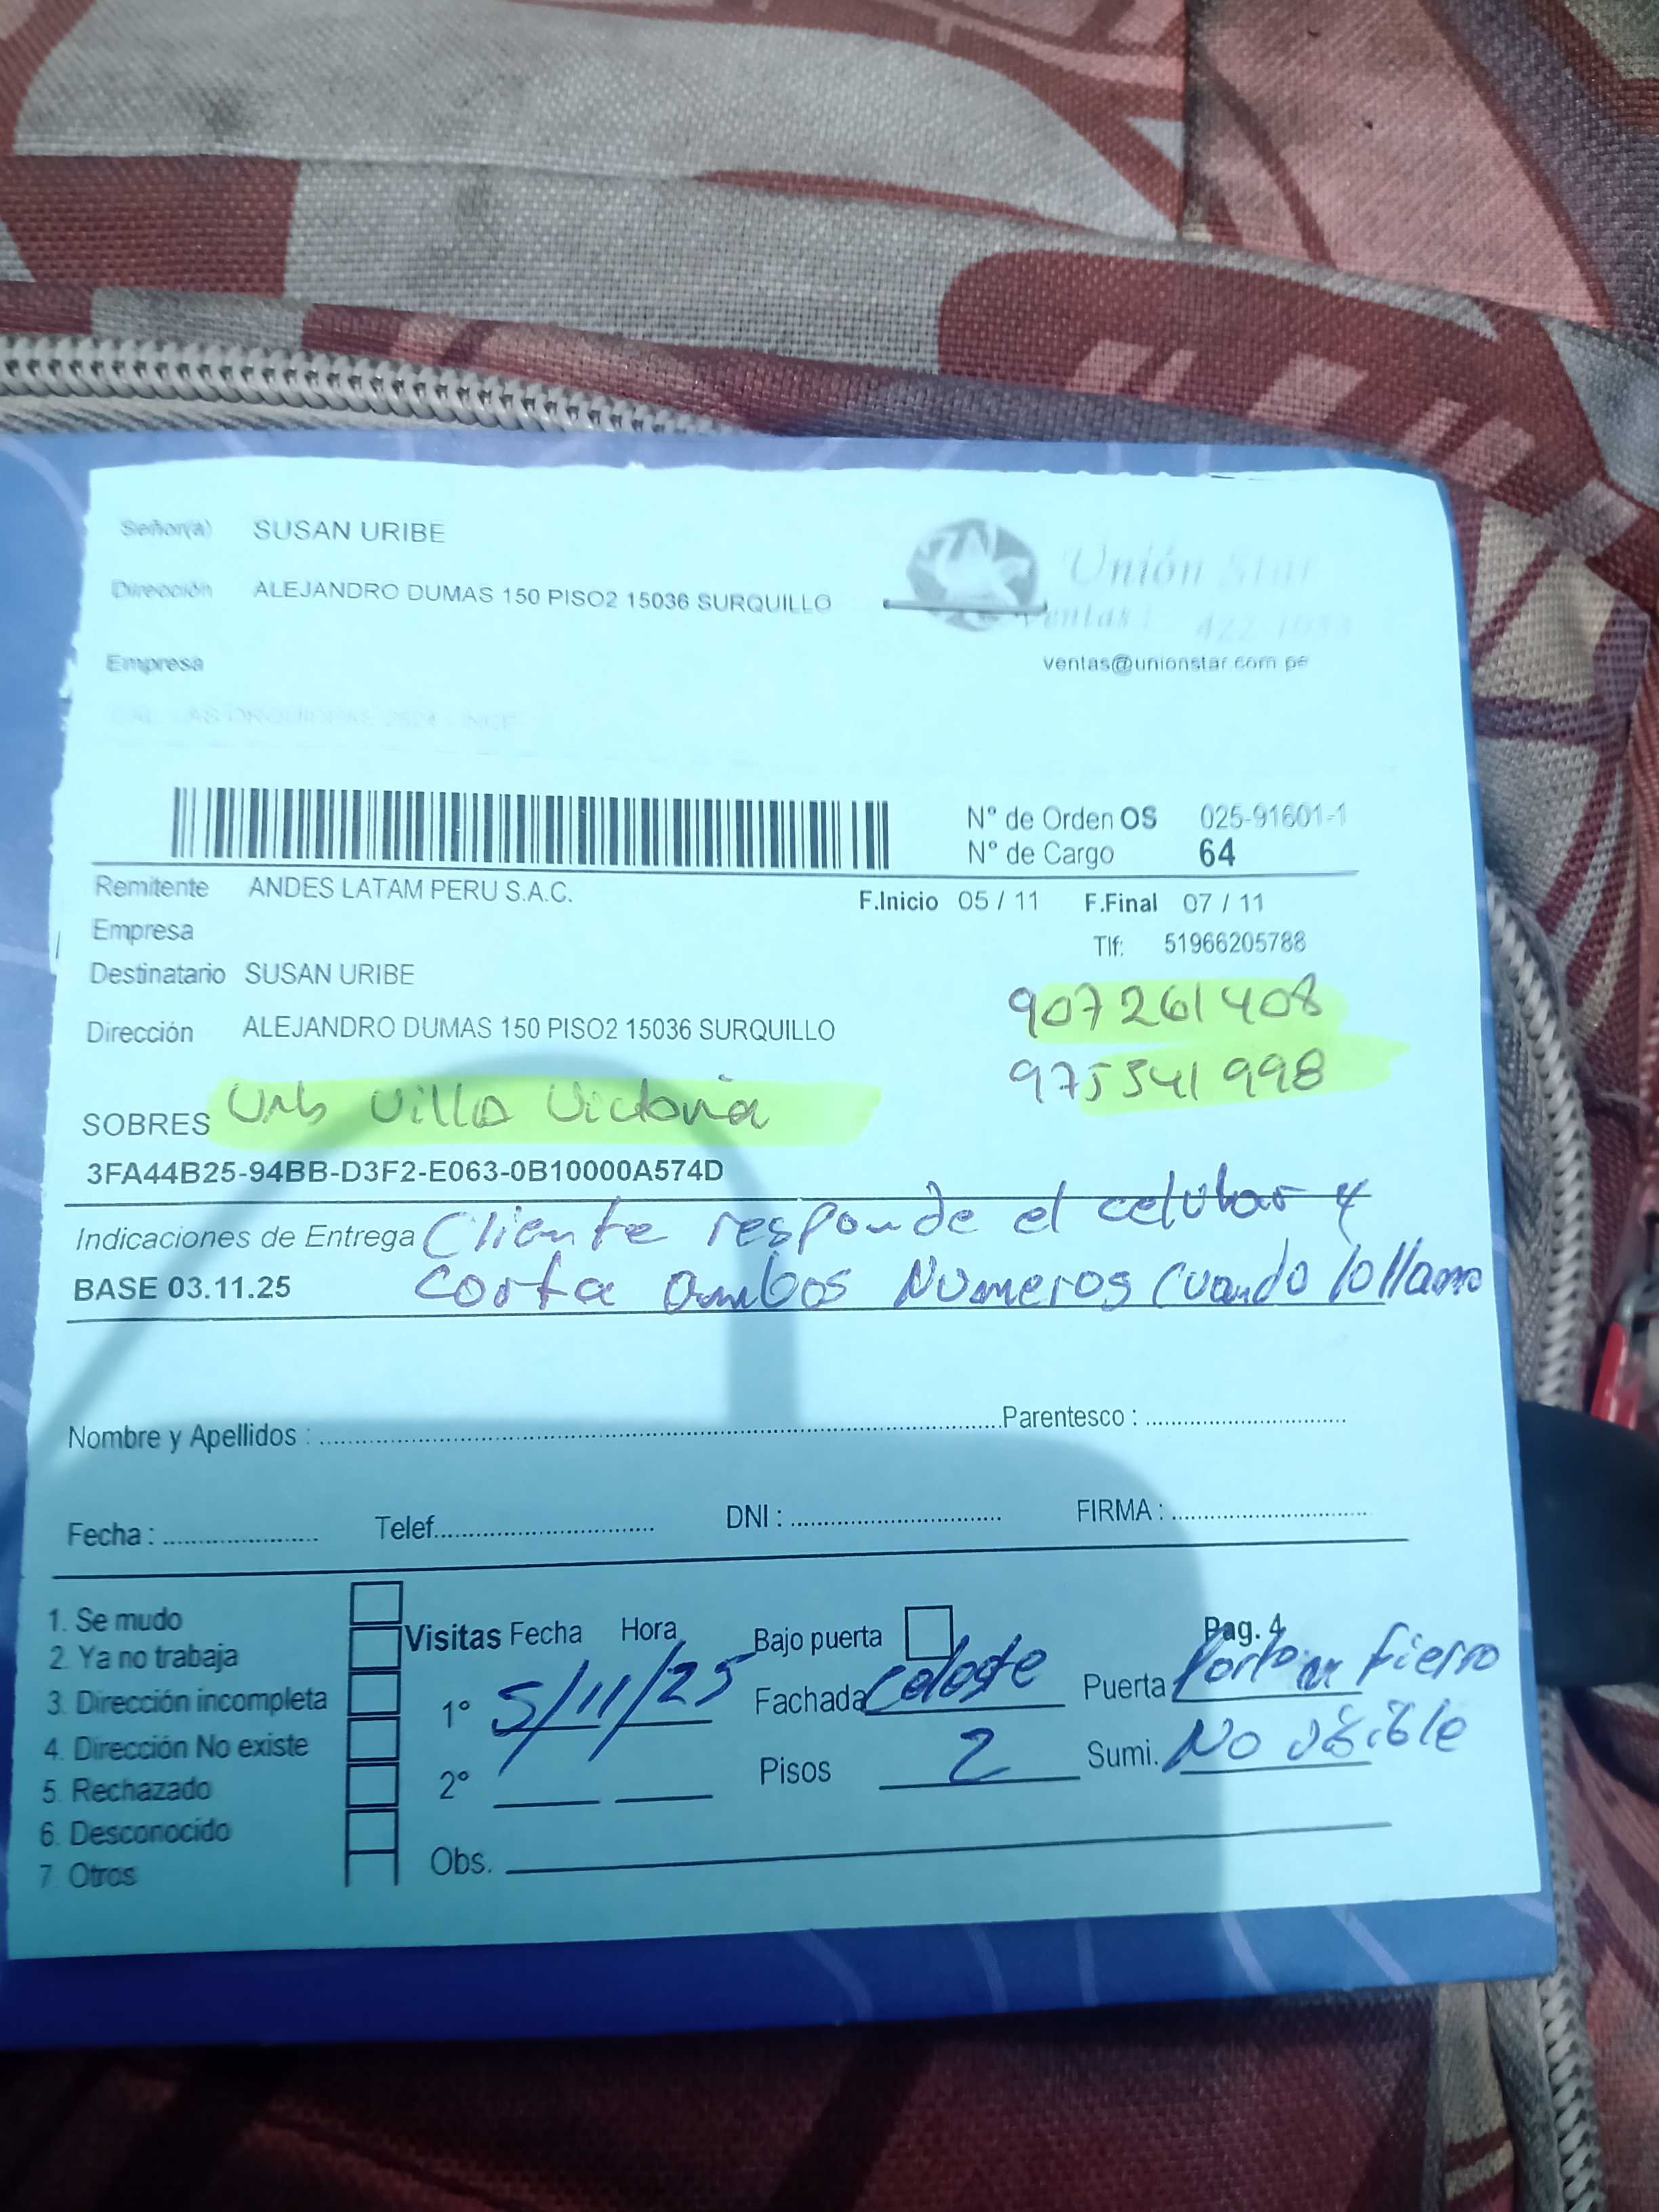 Señor(a) SUSAN URIBE
Dirección ALEJANDRO DUMAS 150 PISO2 15036 SURQUILLO
Unión Star
Ventas
ventas@unionstar.com.pe
Empresa
N° de Orden OS 025-91601-1
N° de Cargo 64
Remitente ANDES LATAM PERU S.A.C.
F.Inicio 05 / 11 F.Final 07 / 11
Empresa
Tlf: 51966205788
Destinatario SUSAN URIBE
907261408
Dirección ALEJANDRO DUMAS 150 PISO2 15036 SURQUILLO
975541998
SOBRES Urb Villa Victoria
3FA44B25-94BB-D3F2-E063-0B10000A574D
Indicaciones de Entrega Cliente responde el celular y
BASE 03.11.25 corta ambos Numeros cuando lo llamo
Nombre y Apellidos : Parentesco :
Fecha : Telef. DNI : FIRMA :
1. Se mudo
2. Ya no trabaja
3. Dirección incompleta
4. Dirección No existe
5. Rechazado
6. Desconocido
7. Otros
Visitas Fecha Hora Bajo puerta Pag. 4
1° 5/11/25 Fachada Celeste Puerta Porton fierro
2° Pisos 2 Sumi. No visible
Obs.